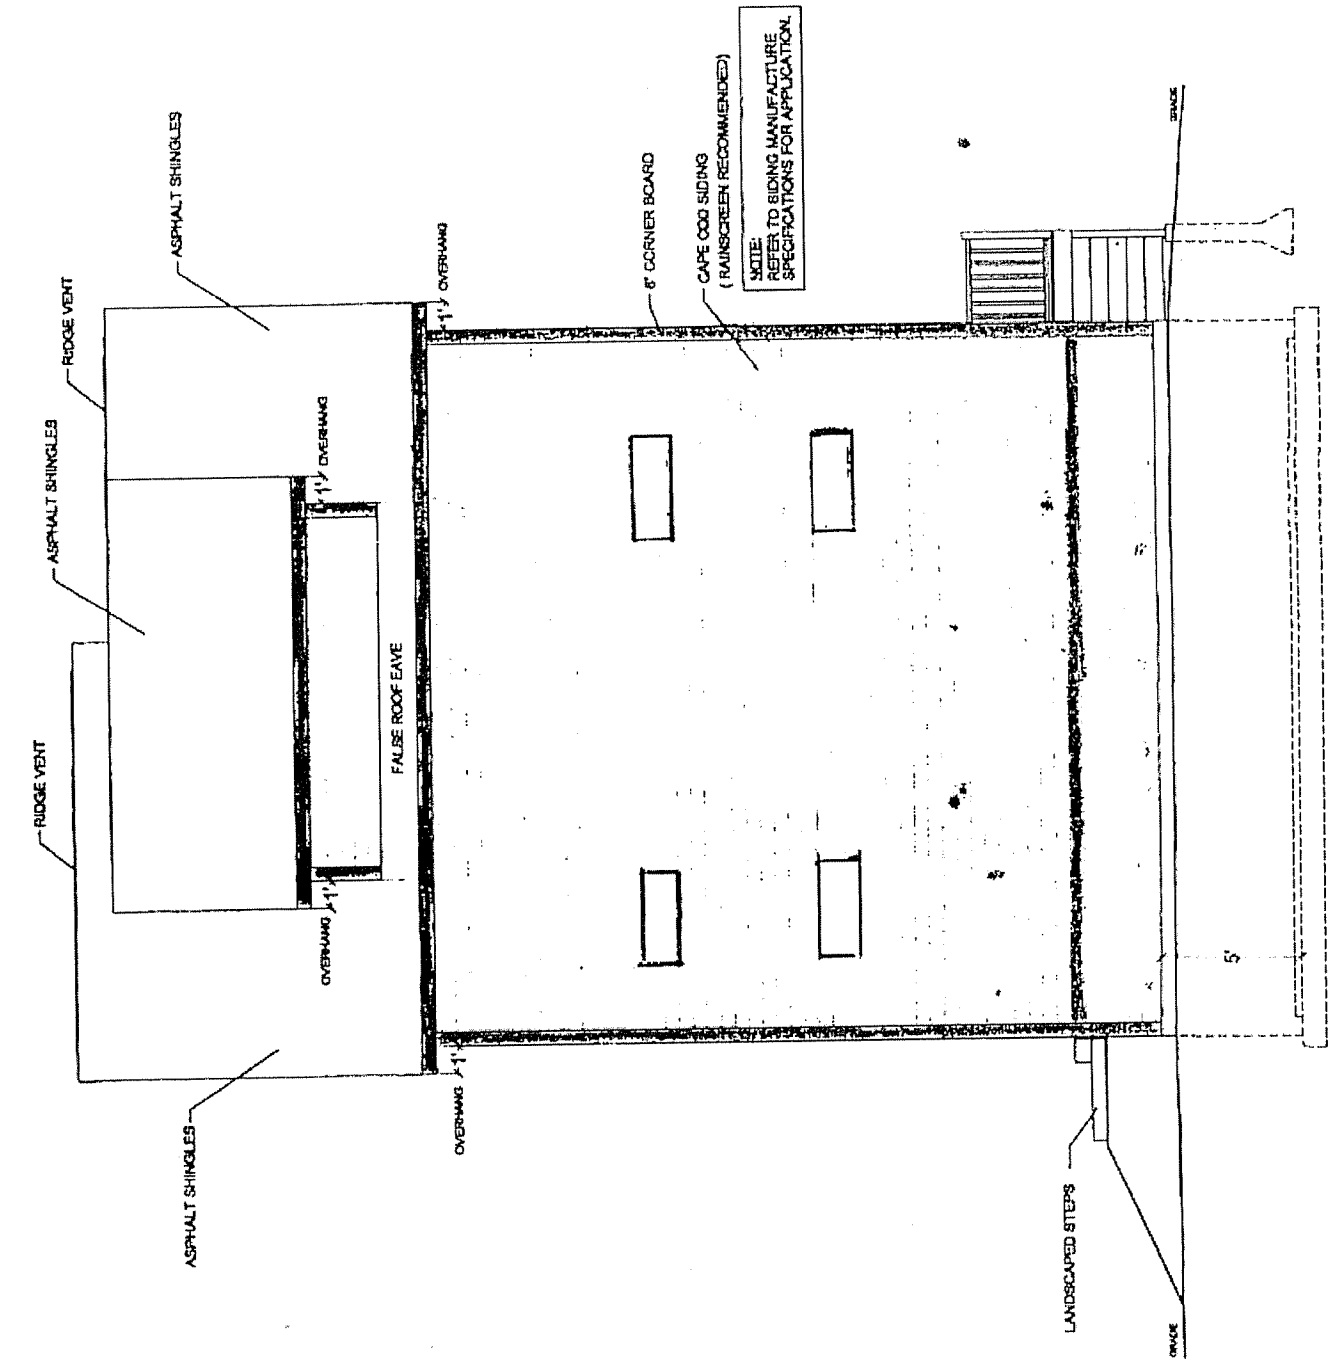 RIDGE VENT
ASPHALT SHINGLES
RIDGE VENT
ASPHALT SHINGLES
ASPHALT SHINGLES
1' OVERHANG
OVERHANG 1'
FALSE ROOF EAVE
1' OVERHANG
OVERHANG 1'
6" CORNER BOARD
CAPE COD SIDING
( RAINSCREEN RECOMMENDED)
NOTE:
REFER TO SIDING MANUFACTURE
SPECIFICATIONS FOR APPLICATION.
LANDSCAPED STEPS
GRADE
GRADE
5'